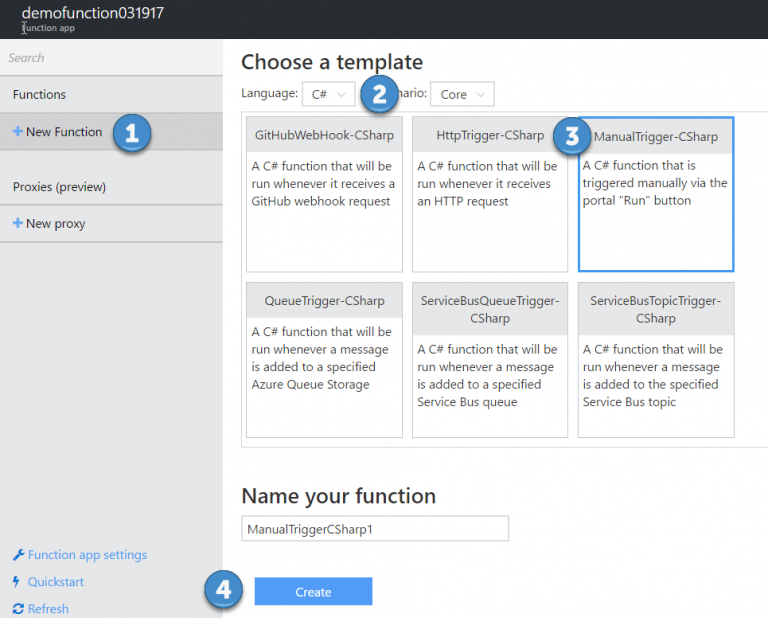 demofunction031917
function app
Search
Functions
+ New Function
1
Proxies (preview)
+ New proxy
Choose a template
Language: C# 2 nario: Core
GitHubWebHook-CSharp
A C# function that will be
run whenever it receives a
GitHub webhook request
HttpTrigger-CSharp
A C# function that will be
run whenever it receives
an HTTP request
3
ManualTrigger-CSharp
A C# function that is
triggered manually via the
portal "Run" button
QueueTrigger-CSharp
A C# function that will be
run whenever a message
is added to a specified
Azure Queue Storage
ServiceBusQueueTrigger-
CSharp
A C# function that will be
run whenever a message
is added to a specified
Service Bus queue
ServiceBusTopicTrigger-
CSharp
A C# function that will be
run whenever a message
is added to the specified
Service Bus topic
Name your function
ManualTriggerCSharp1
4
Create
Function app settings
Quickstart
Refresh